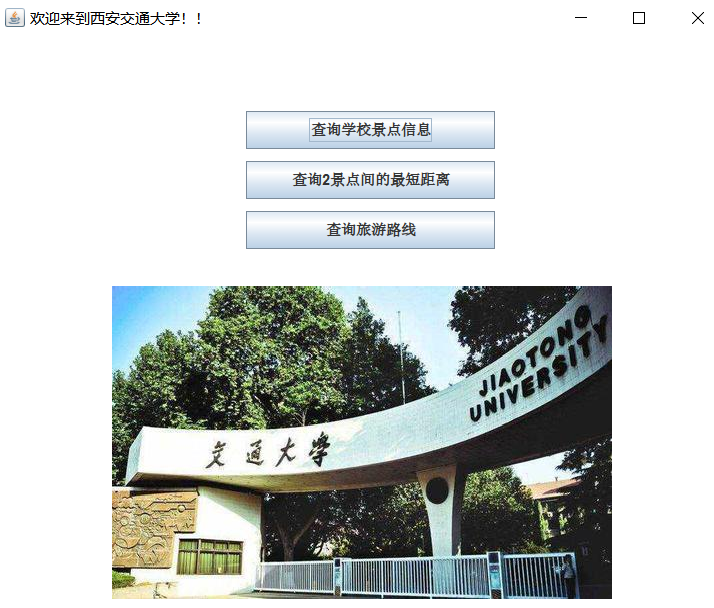 欢迎来到西安交通大学！！
查询学校景点信息
查询2景点间的最短距离
查询旅游路线
JIAOTONG
UNIVERSITY
交通大学